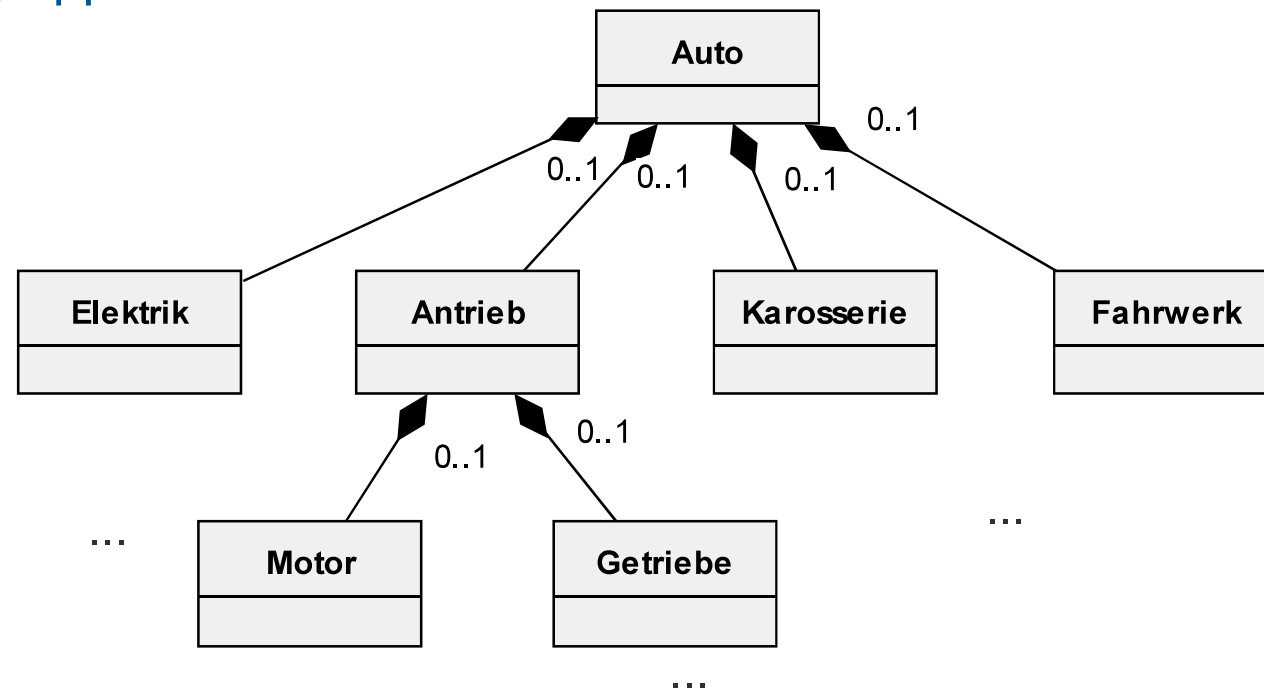 Auto
0..1
0..1
0..1
0..1
Elektrik
Antrieb
Karosserie
Fahrwerk
0..1
0..1
...
...
Motor
Getriebe
...